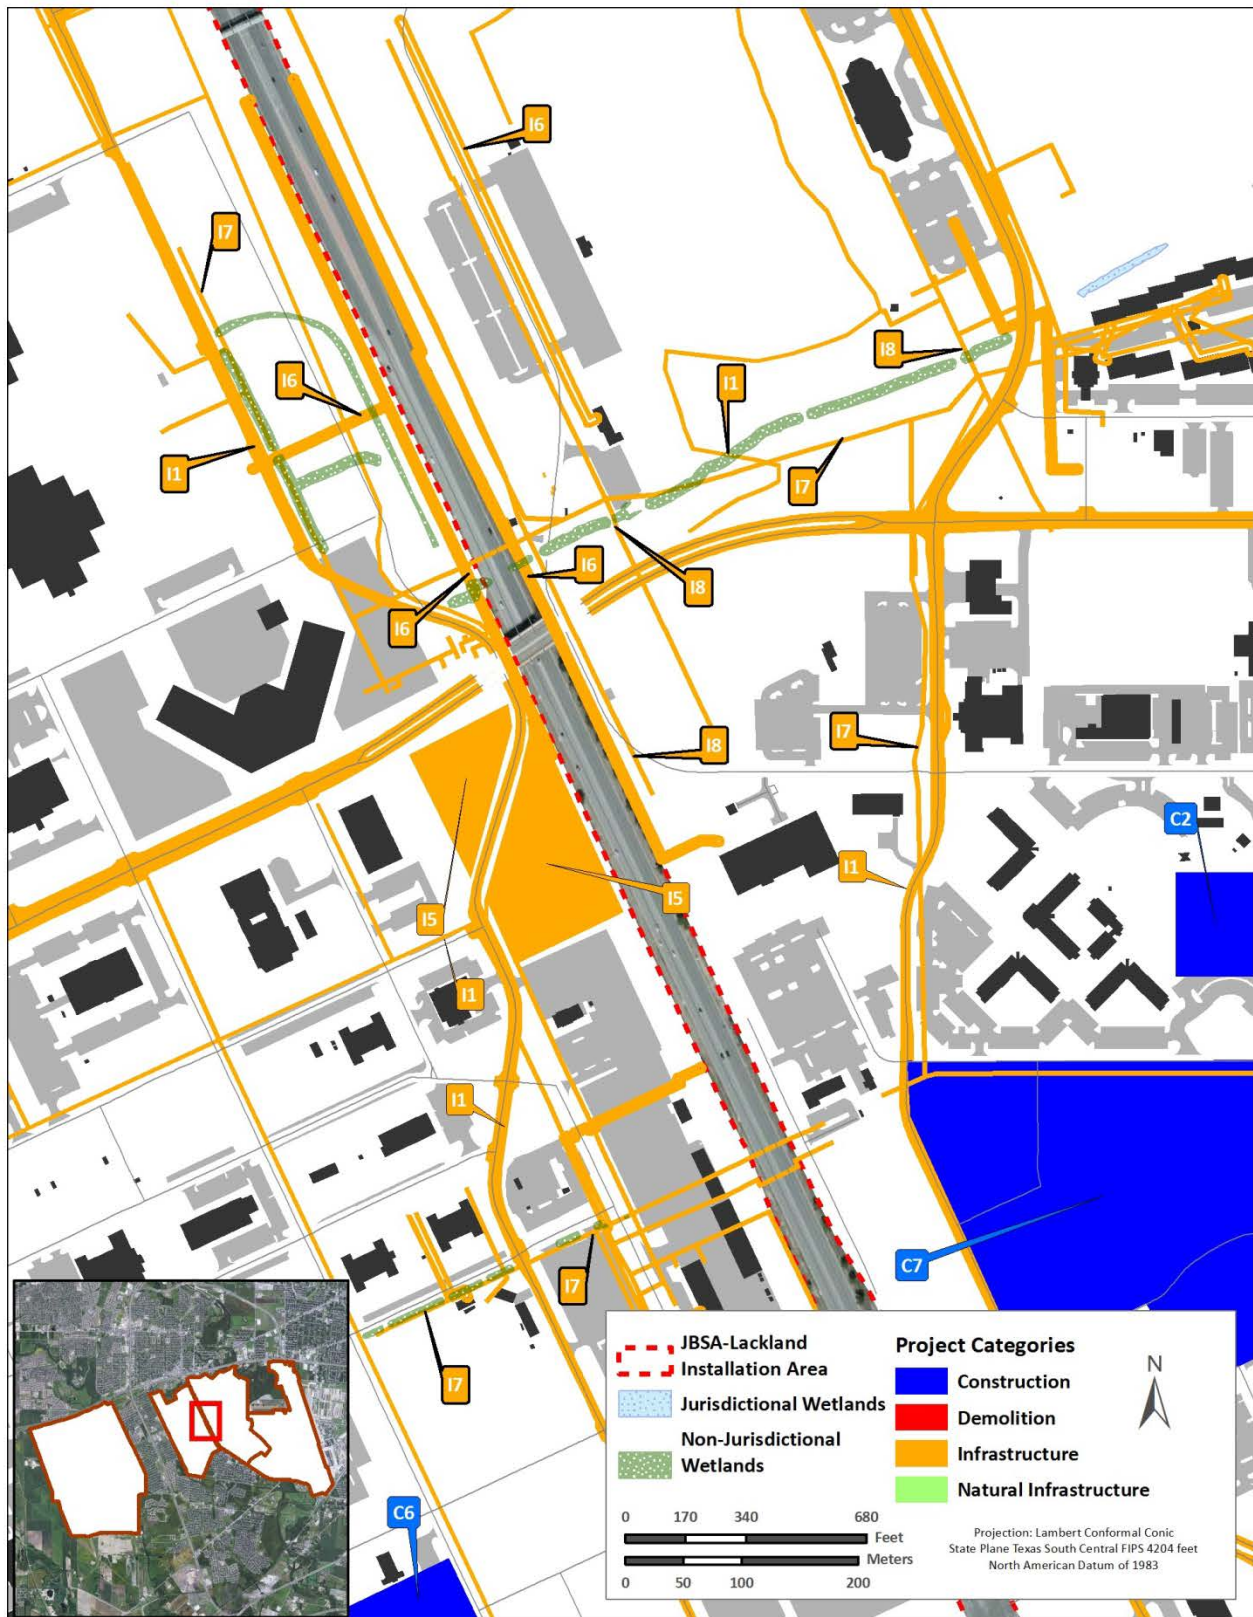 I6
I7
I8
I1
I6
I1
I7
I6
I8
I6
I8
I7
C2
I1
I5
I5
I1
I1
C7
I7
I7
C6
JBSA-Lackland
Installation Area
Jurisdictional Wetlands
Non-Jurisdictional
Wetlands
0 170 340 680
Feet
Meters
0 50 100 200
Project Categories
Construction
Demolition
Infrastructure
Natural Infrastructure
N
Projection: Lambert Conformal Conic
State Plane Texas South Central FIPS 4204 feet
North American Datum of 1983